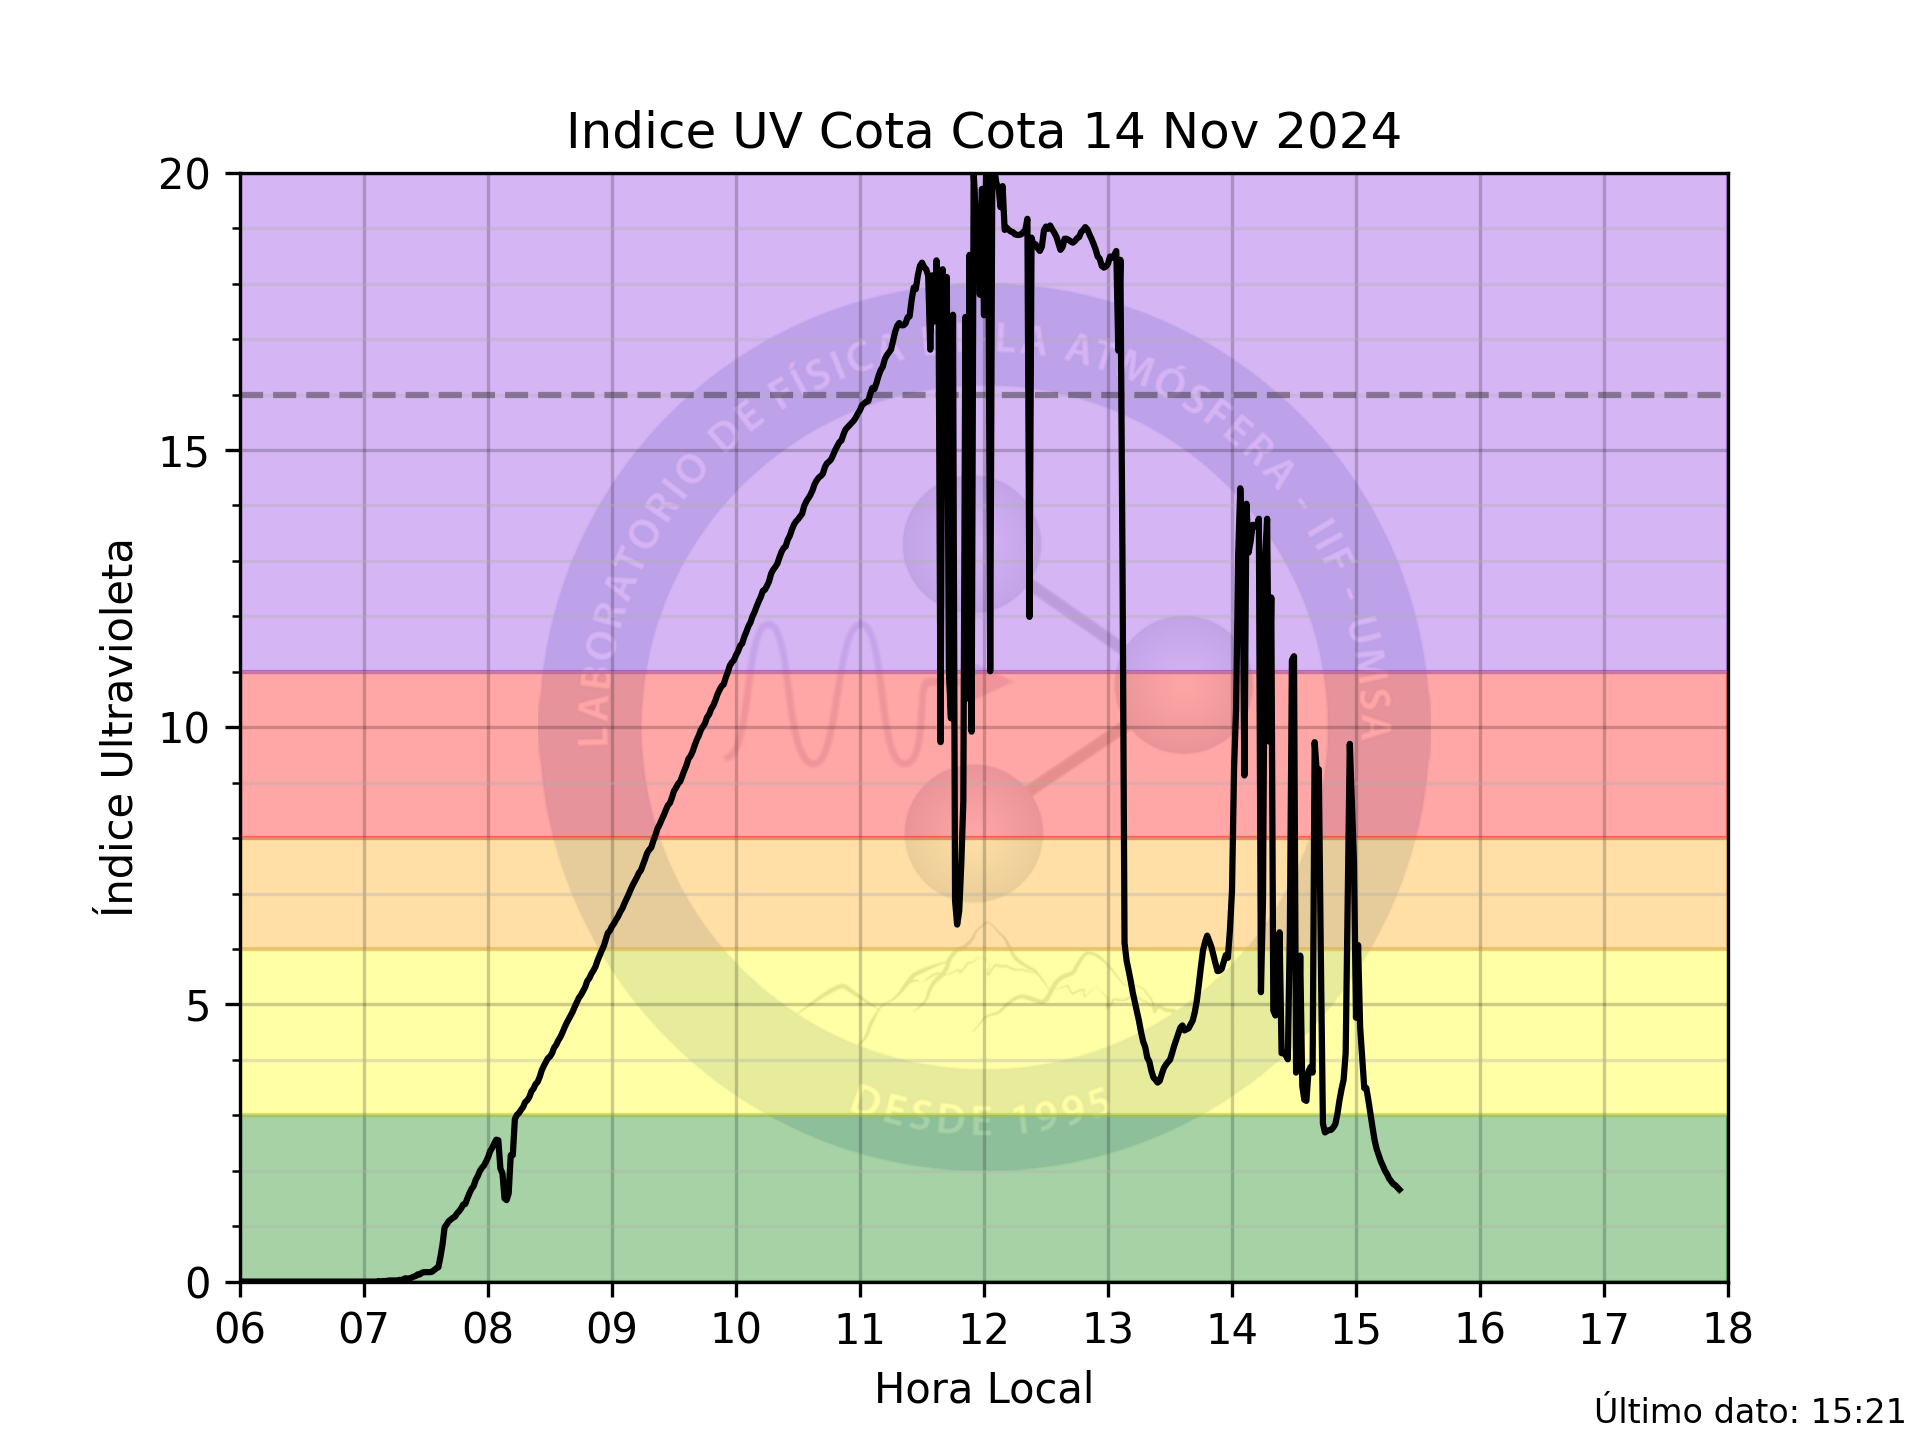 Indice UV Cota Cota 14 Nov 2024
20
15
10
5
0
Índice Ultravioleta
LABORATORIO DE FÍSICA DE LA ATMÓSFERA - IIF - UMSA
DESDE 1995
06 07 08 09 10 11 12 13 14 15 16 17 18
Hora Local
Último dato: 15:21